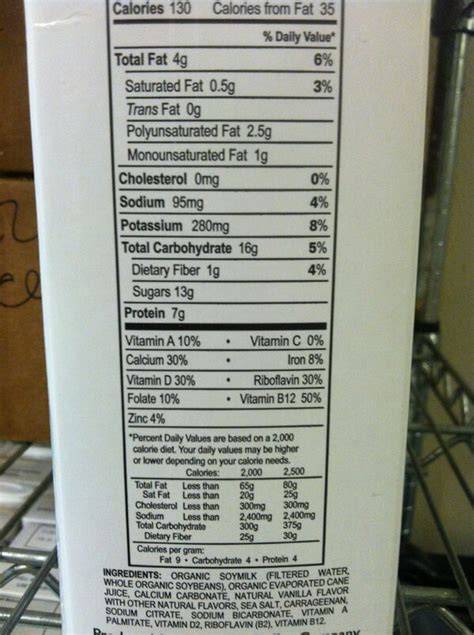 Calories 130 Calories from Fat 35
% Daily Value*
Total Fat 4g 6%
Saturated Fat 0.5g 3%
Trans Fat 0g
Polyunsaturated Fat 2.5g
Monounsaturated Fat 1g
Cholesterol 0mg 0%
Sodium 95mg 4%
Potassium 280mg 8%
Total Carbohydrate 16g 5%
Dietary Fiber 1g 4%
Sugars 13g
Protein 7g
Vitamin A 10% • Vitamin C 0%
Calcium 30% • Iron 8%
Vitamin D 30% • Riboflavin 30%
Folate 10% • Vitamin B12 50%
Zinc 4%
*Percent Daily Values are based on a 2,000
calorie diet. Your daily values may be higher
or lower depending on your calorie needs.
Calories: 2,000 2,500
Total Fat Less than 65g 80g
Sat Fat Less than 20g 25g
Cholesterol Less than 300mg 300mg
Sodium Less than 2,400mg 2,400mg
Total Carbohydrate 300g 375g
Dietary Fiber 25g 30g
Calories per gram:
Fat 9 • Carbohydrate 4 • Protein 4
INGREDIENTS: ORGANIC SOYMILK (FILTERED WATER,
WHOLE ORGANIC SOYBEANS), ORGANIC EVAPORATED CANE
JUICE, CALCIUM CARBONATE, NATURAL VANILLA FLAVOR
WITH OTHER NATURAL FLAVORS, SEA SALT, CARRAGEENAN,
SODIUM CITRATE, SODIUM BICARBONATE, VITAMIN A
PALMITATE, VITAMIN D2, RIBOFLAVIN (B2), VITAMIN B12.